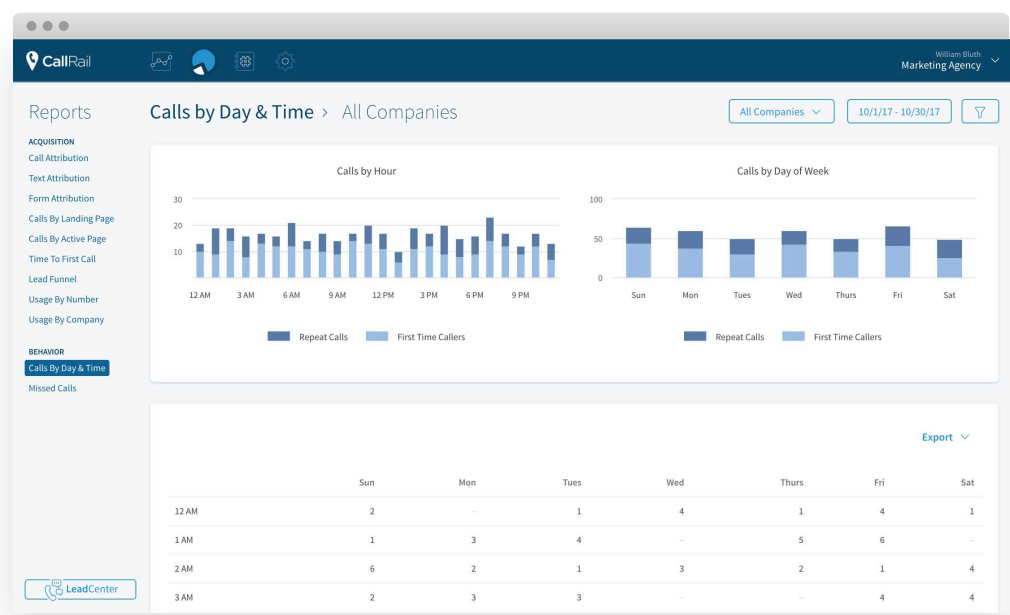 CallRail
William Bluth
Marketing Agency
Reports
ACQUISITION
Call Attribution
Text Attribution
Form Attribution
Calls By Landing Page
Calls By Active Page
Time To First Call
Lead Funnel
Usage By Number
Usage By Company
BEHAVIOR
Calls By Day & Time
Missed Calls
LeadCenter
Calls by Day & Time > All Companies
All Companies
10/1/17 - 10/30/17
Calls by Hour
30
20
10
12 AM 3 AM 6 AM 9 AM 12 PM 3 PM 6 PM 9 PM
Repeat Calls First Time Callers
Calls by Day of Week
100
50
0
Sun Mon Tues Wed Thurs Fri Sat
Repeat Calls First Time Callers
Export
Sun Mon Tues Wed Thurs Fri Sat
12 AM 2 – 1 4 1 4 1
1 AM 1 3 4 – 5 6 –
2 AM 6 2 1 3 2 1 4
3 AM 2 3 3 – – 4 4